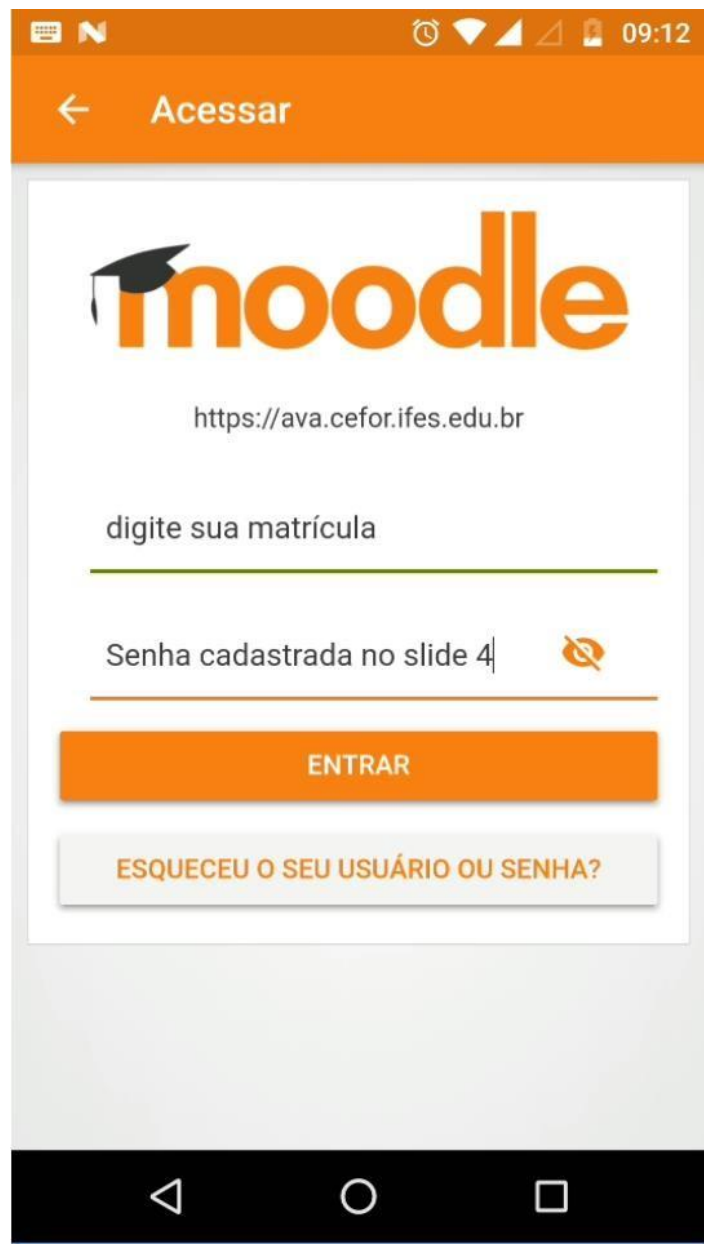 09:12
Acessar
moodle
https://ava.cefor.ifes.edu.br
digite sua matrícula
Senha cadastrada no slide 4
ENTRAR
ESQUECEU O SEU USUÁRIO OU SENHA?